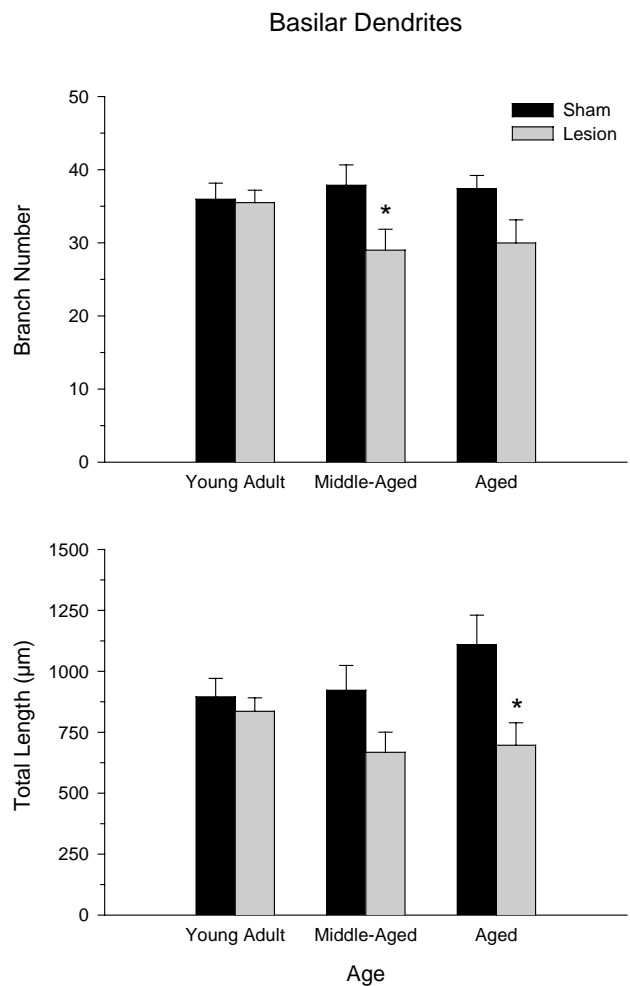 Basilar Dendrites
Branch Number
50
40
30
20
10
0
Sham
Lesion
*
Young Adult Middle-Aged Aged
Total Length (µm)
1500
1250
1000
750
500
250
0
*
Young Adult Middle-Aged Aged
Age